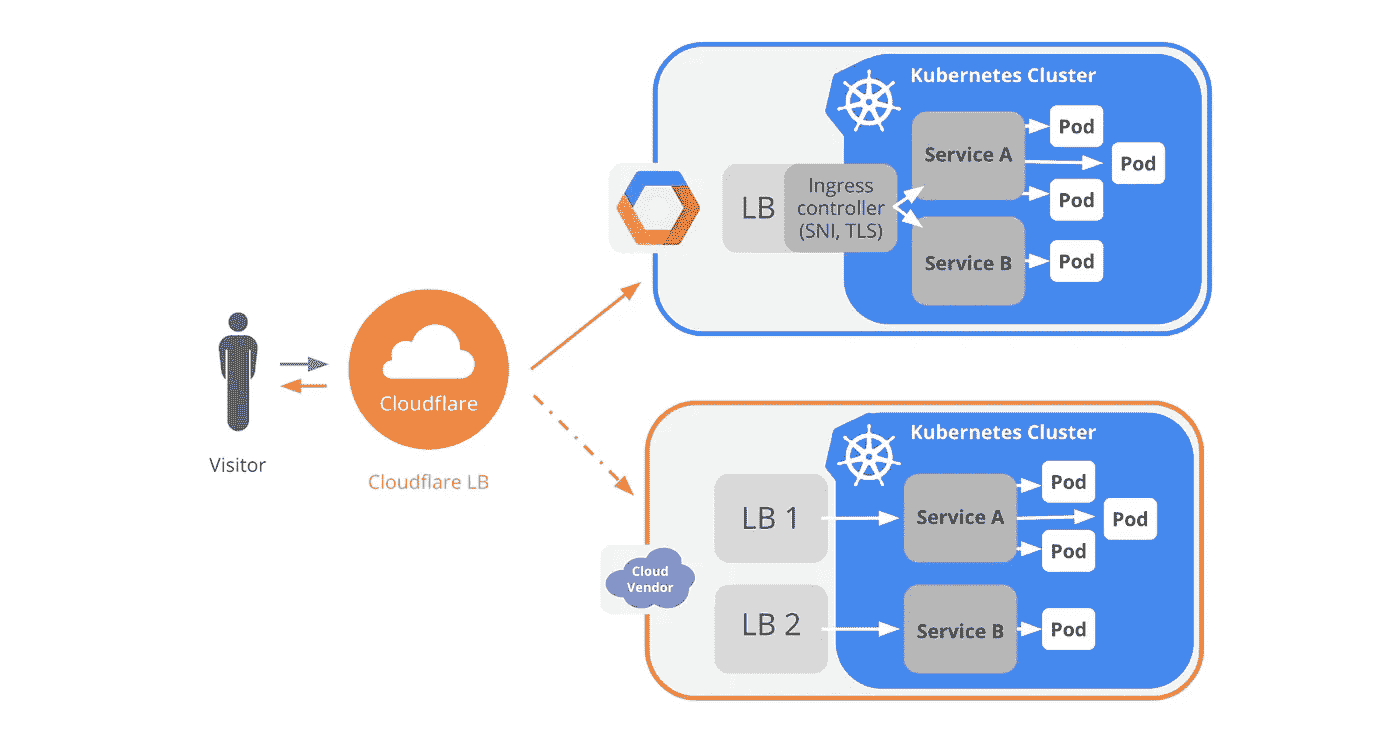 Visitor
Cloudflare
Cloudflare LB
Kubernetes Cluster
LB
Ingress
controller
(SNI, TLS)
Service A
Service B
Pod
Pod
Pod
Pod
Kubernetes Cluster
Cloud
Vendor
LB 1
LB 2
Service A
Service B
Pod
Pod
Pod
Pod